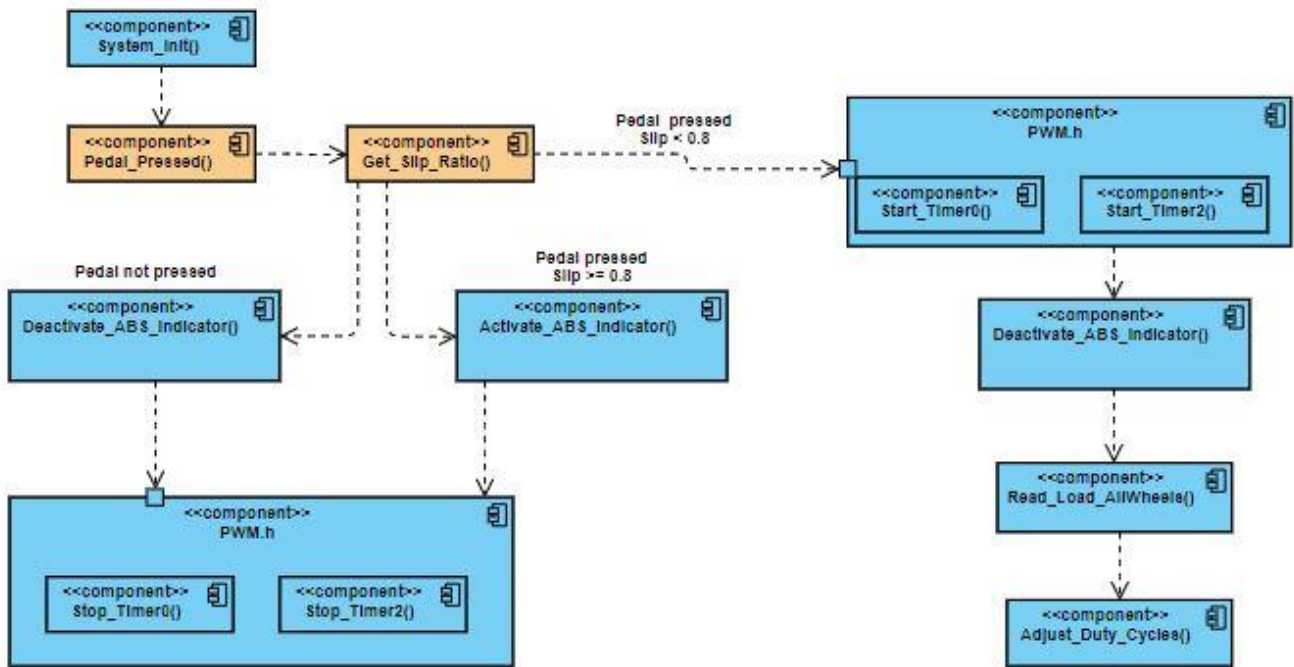 <<component>>
System_Init()
<<component>>
Pedal_Pressed()
<<component>>
Get_Slip_Ratio()
Pedal pressed
Slip < 0.8
<<component>>
PWM.h
<<component>>
Start_Timer0()
<<component>>
Start_Timer2()
Pedal not pressed
<<component>>
Deactivate_ABS_Indicator()
Pedal pressed
Slip >= 0.8
<<component>>
Activate_ABS_Indicator()
<<component>>
Deactivate_ABS_Indicator()
<<component>>
Read_Load_AllWheels()
<<component>>
PWM.h
<<component>>
Stop_Timer0()
<<component>>
Stop_Timer2()
<<component>>
Adjust_Duty_Cycles()